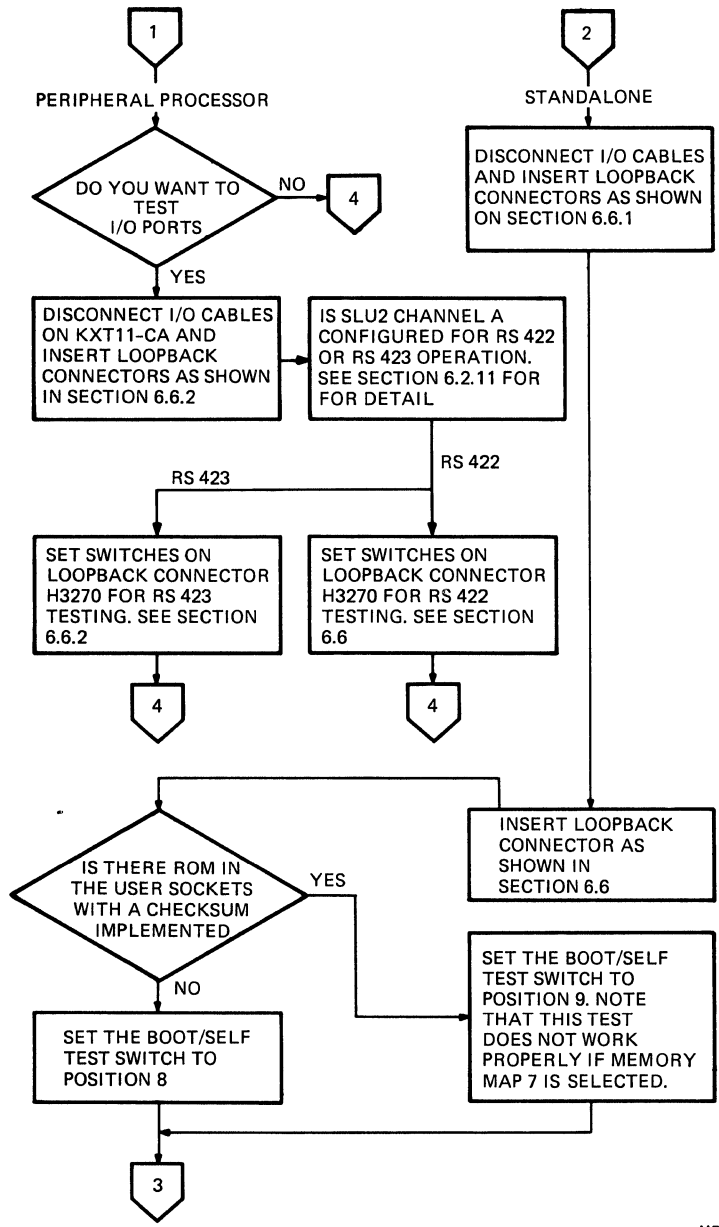 1
PERIPHERAL PROCESSOR
DO YOU WANT TO
TEST
I/O PORTS
NO
4
YES
DISCONNECT I/O CABLES
ON KXT11-CA AND
INSERT LOOPBACK
CONNECTORS AS SHOWN
IN SECTION 6.6.2
IS SLU2 CHANNEL A
CONFIGURED FOR RS 422
OR RS 423 OPERATION.
SEE SECTION 6.2.11 FOR
FOR DETAIL
RS 423
RS 422
SET SWITCHES ON
LOOPBACK CONNECTOR
H3270 FOR RS 423
TESTING. SEE SECTION
6.6.2
4
SET SWITCHES ON
LOOPBACK CONNECTOR
H3270 FOR RS 422
TESTING. SEE SECTION
6.6
4
2
STANDALONE
DISCONNECT I/O CABLES
AND INSERT LOOPBACK
CONNECTORS AS SHOWN
ON SECTION 6.6.1
INSERT LOOPBACK
CONNECTOR AS
SHOWN IN
SECTION 6.6
IS THERE ROM IN
THE USER SOCKETS
WITH A CHECKSUM
IMPLEMENTED
YES
SET THE BOOT/SELF
TEST SWITCH TO
POSITION 9. NOTE
THAT THIS TEST
DOES NOT WORK
PROPERLY IF MEMORY
MAP 7 IS SELECTED.
NO
SET THE BOOT/SELF
TEST SWITCH TO
POSITION 8
3